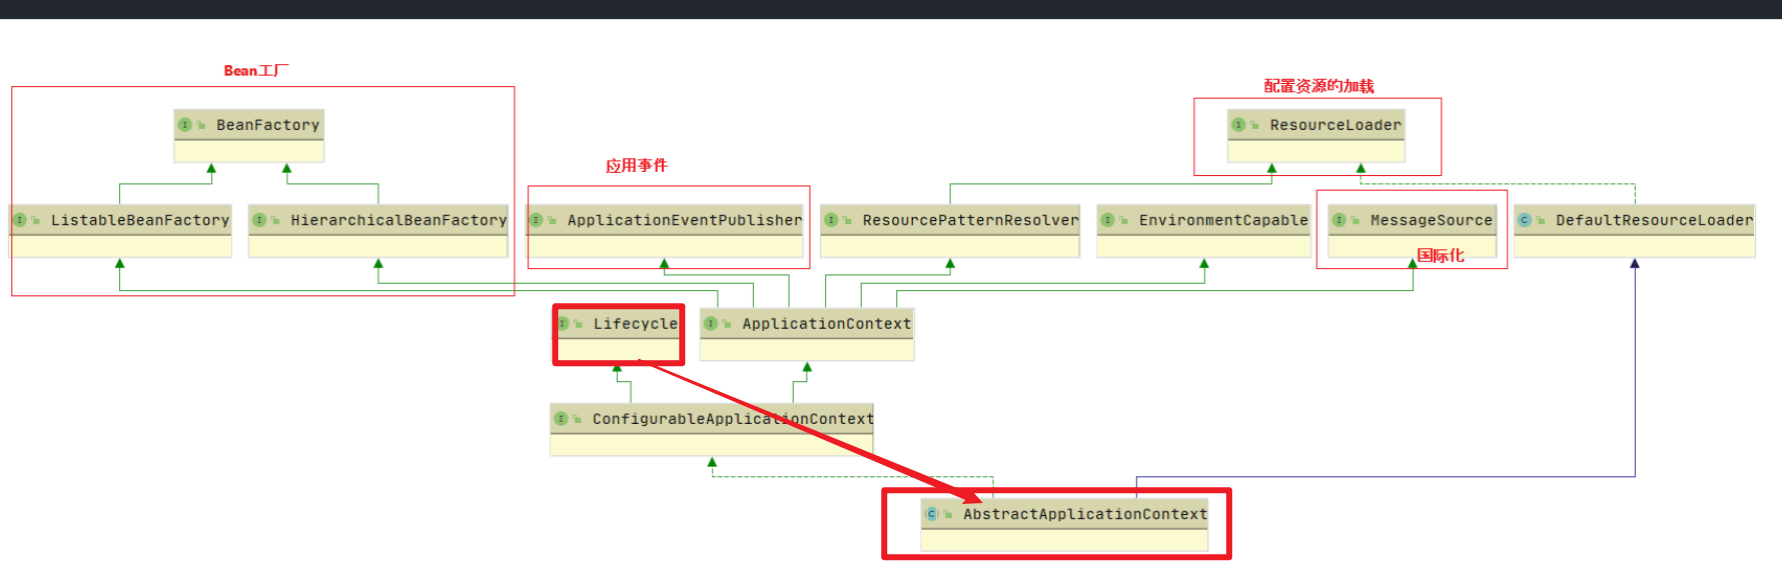 Bean工厂
配置资源的加载
BeanFactory
ResourceLoader
应用事件
ListableBeanFactory
HierarchicalBeanFactory
ApplicationEventPublisher
ResourcePatternResolver
EnvironmentCapable
MessageSource
DefaultResourceLoader
国际化
Lifecycle
ApplicationContext
ConfigurableApplicationContext
AbstractApplicationContext